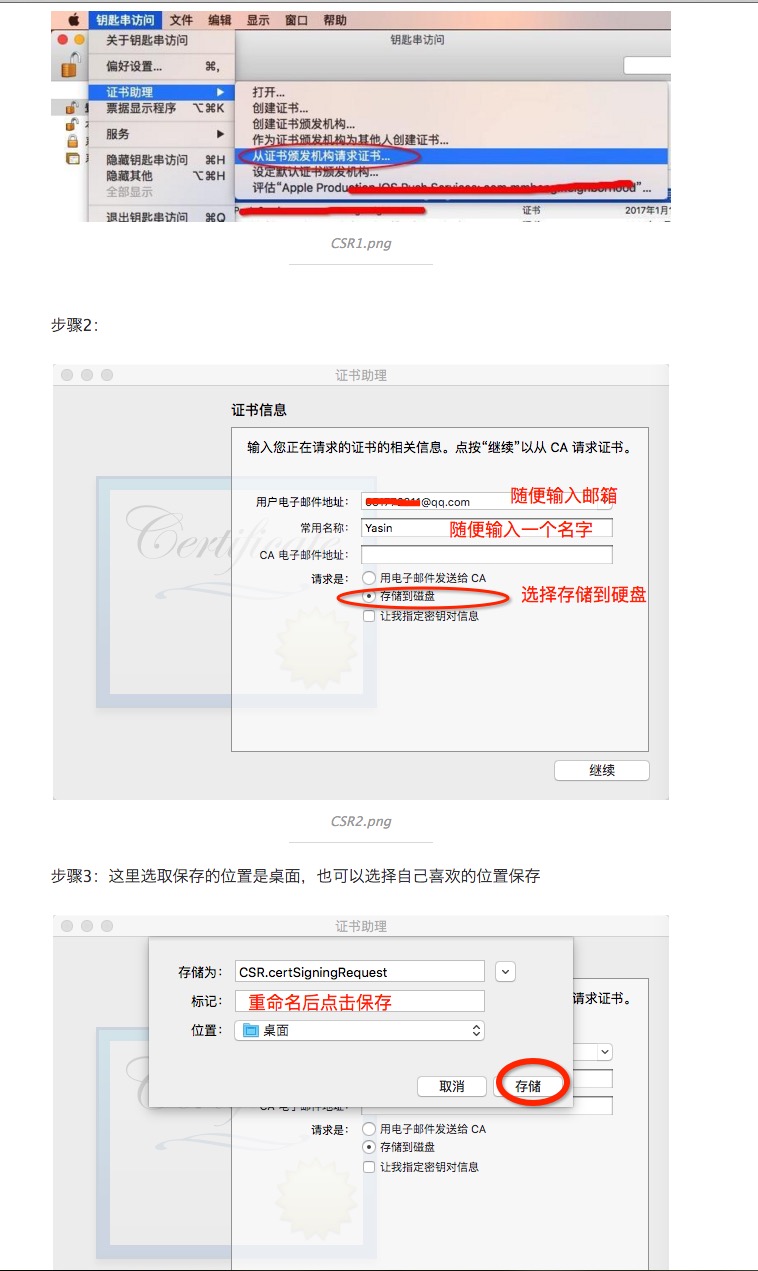 钥匙串访问 文件 编辑 显示 窗口 帮助
关于钥匙串访问
钥匙串访问
偏好设置... ⌘,
证书助理 ▶
打开...
票据显示程序 ⌥⌘K
创建证书...
创建证书颁发机构...
服务 ▶
作为证书颁发机构为其他人创建证书...
从证书颁发机构请求证书...
隐藏钥匙串访问 ⌘H
设定默认证书颁发机构...
隐藏其他 ⌥⌘H
评估“Apple Production IOS Push Services:
全部显示
退出钥匙串访问 ⌘Q
证书 2017年1月
CSR1.png
步骤2：
证书助理
证书信息
输入您正在请求的证书的相关信息。点按“继续”以从 CA 请求证书。
用户电子邮件地址： @qq.com 随便输入邮箱
常用名称： Yasin 随便输入一个名字
CA 电子邮件地址：
请求是： 用电子邮件发送给 CA
存储到磁盘 选择存储到硬盘
让我指定密钥对信息
继续
CSR2.png
步骤3：这里选取保存的位置是桌面，也可以选择自己喜欢的位置保存
证书助理
存储为： CSR.certSigningRequest
标记： 重命名后点击保存
请求证书。
位置： 桌面
取消 存储
CA 电子邮件地址：
请求是： 用电子邮件发送给 CA
存储到磁盘
让我指定密钥对信息